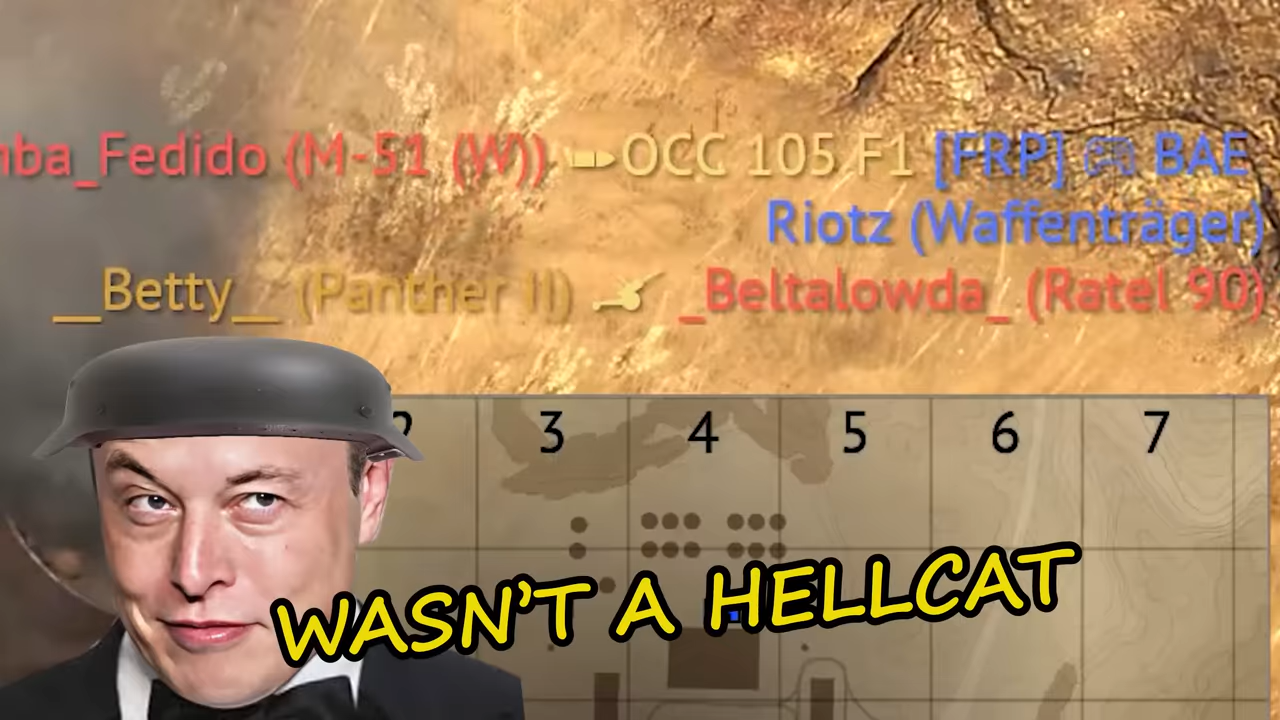 mba_Fedido (M-51 (W)) OCC 105 F1 [FRP] BAE
Riotz (Waffenträger)
__Betty__ (Panther II) _Beltalowda_ (Ratel 90)
2 3 4 5 6 7
WASN'T A HELLCAT